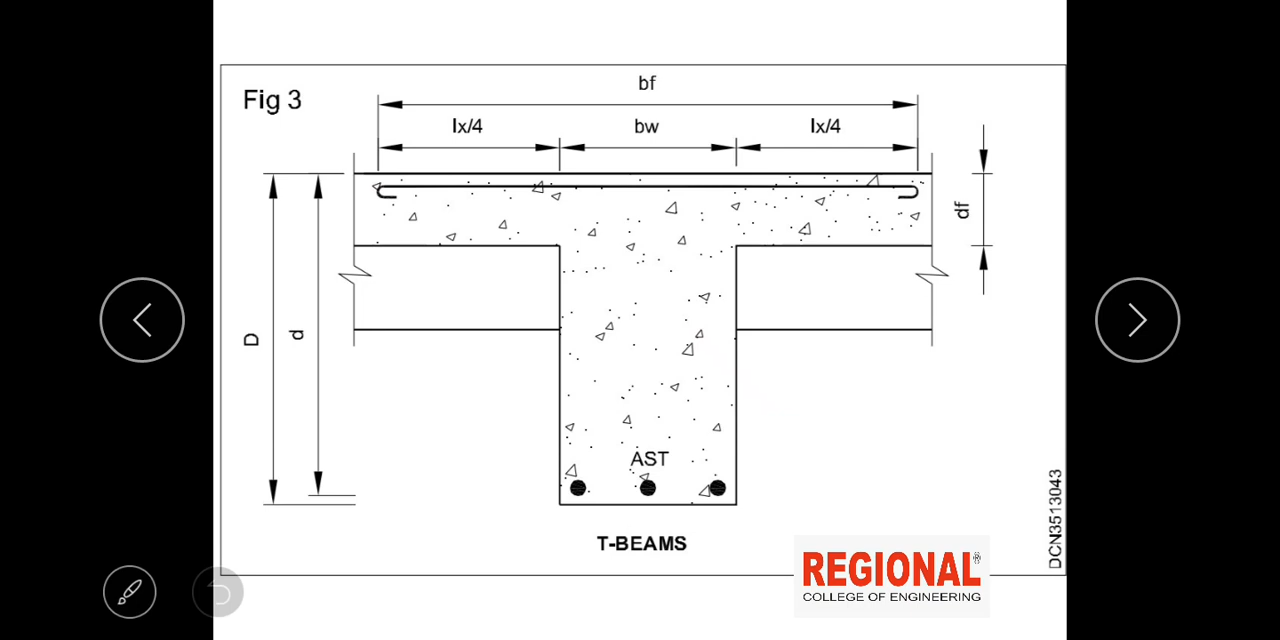 Fig 3
bf
lx/4
bw
lx/4
df
D
d
AST
T-BEAMS
DCN3513043
REGIONAL®
COLLEGE OF ENGINEERING